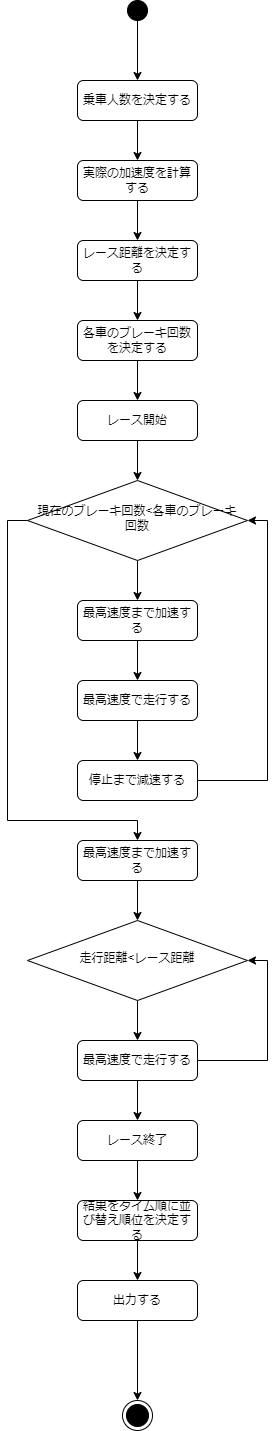 乗車人数を決定する
実際の加速度を計算
する
レース距離を決定す
る
各車のブレーキ回数
を決定する
レース開始
現在のブレーキ回数<各車のブレーキ
回数
最高速度まで加速す
る
最高速度で走行する
停止まで減速する
最高速度まで加速す
る
走行距離<レース距離
最高速度で走行する
レース終了
結果をタイム順に並
び替え順位を決定す
る
出力する